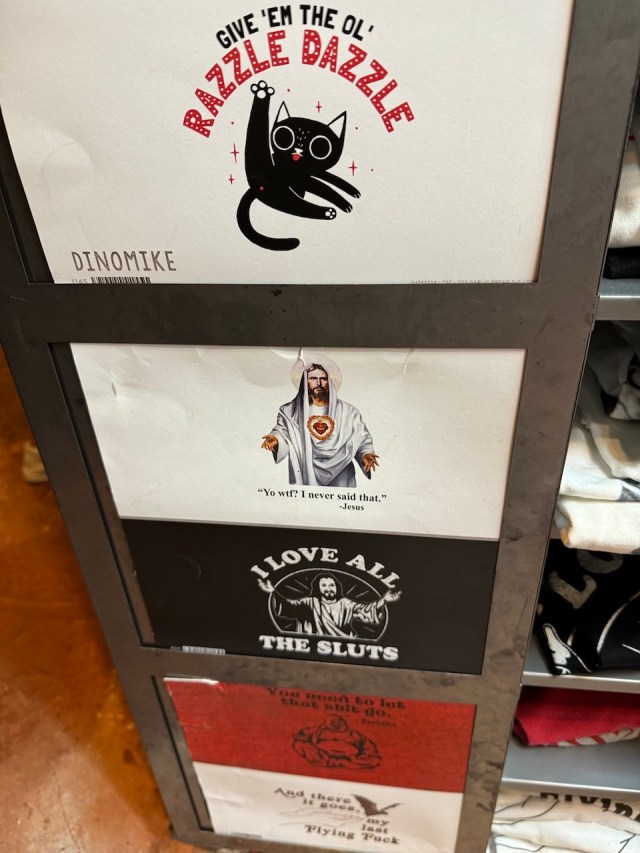 GIVE 'EM THE OL'
RAZZLE DAZZLE
DINOMIKE
"Yo wtf? I never said that."
-Jesus
I LOVE ALL
THE SLUTS
You need to let
that shit go.
Buddha
And there
it goes, my
last
Flying Fuck